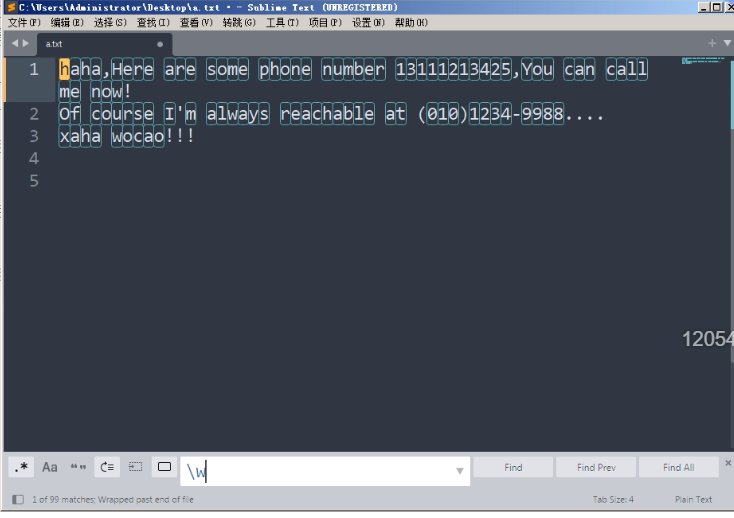 C:\Users\Administrator\Desktop\a.txt • - Sublime Text (UNREGISTERED)
文件(F) 编辑(E) 选择(S) 查找(I) 查看(V) 转跳(G) 工具(T) 项目(P) 设置(N) 帮助(H)
a.txt
1 haha,Here are some phone number 13111213425,You can call
me now!
2 Of course I'm always reachable at (010)1234-9988....
3 xaha wocao!!!
4
5
12054
.* Aa “” \w Find Find Prev Find All
1 of 99 matches; Wrapped past end of file Tab Size: 4 Plain Text